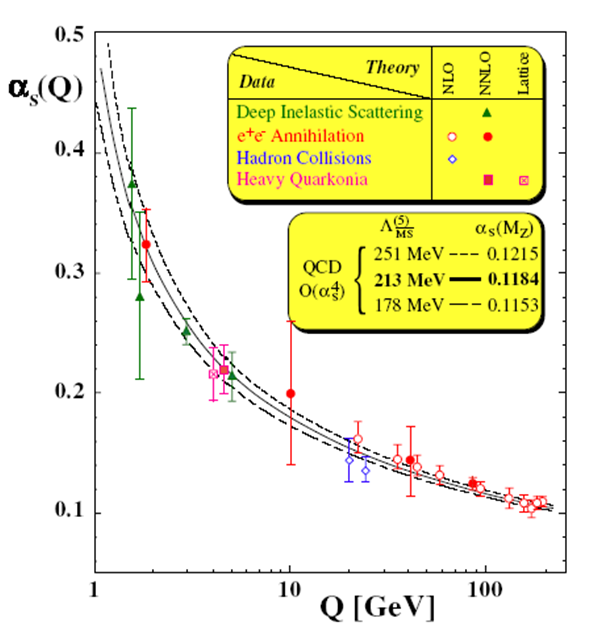 0.5
αs(Q)
Data Theory NLO NNLO Lattice
Deep Inelastic Scattering
e+e- Annihilation
Hadron Collisions
Heavy Quarkonia
0.4
Λ(5) MS αs(MZ)
251 MeV 0.1215
QCD 213 MeV 0.1184
O(αs4) 178 MeV 0.1153
0.3
0.2
0.1
1 10 100
Q [GeV]